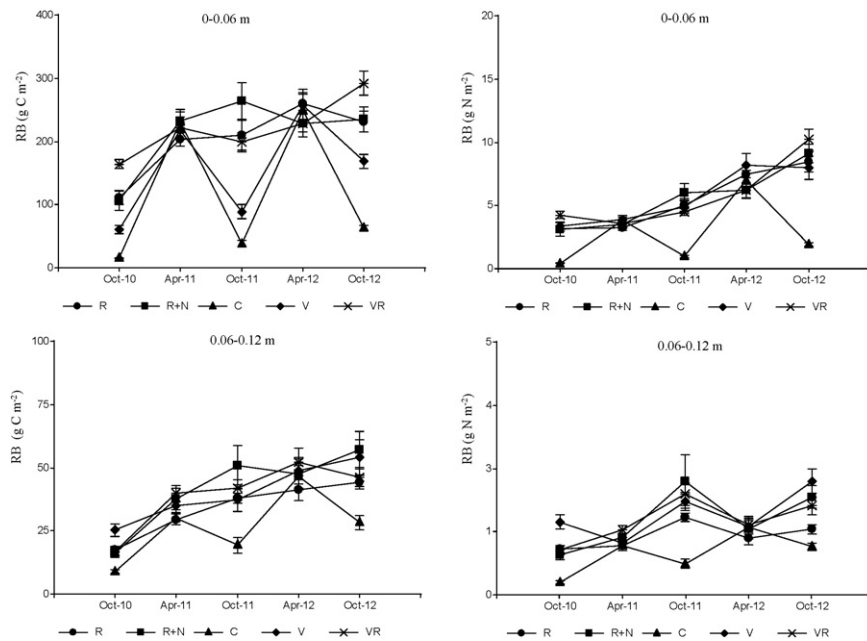 0-0.06 m
RB (g C m⁻²)
400
300
200
100
0
Oct-10 Apr-11 Oct-11 Apr-12 Oct-12
R R+N C V VR
0-0.06 m
RB (g N m⁻²)
20
15
10
5
0
Oct-10 Apr-11 Oct-11 Apr-12 Oct-12
R R+N C V VR
0.06-0.12 m
RB (g C m⁻²)
100
75
50
25
0
Oct-10 Apr-11 Oct-11 Apr-12 Oct-12
R R+N C V VR
0.06-0.12 m
RB (g N m⁻²)
5
4
3
1
0
Oct-10 Apr-11 Oct-11 Apr-12 Oct-12
R R+N C V VR